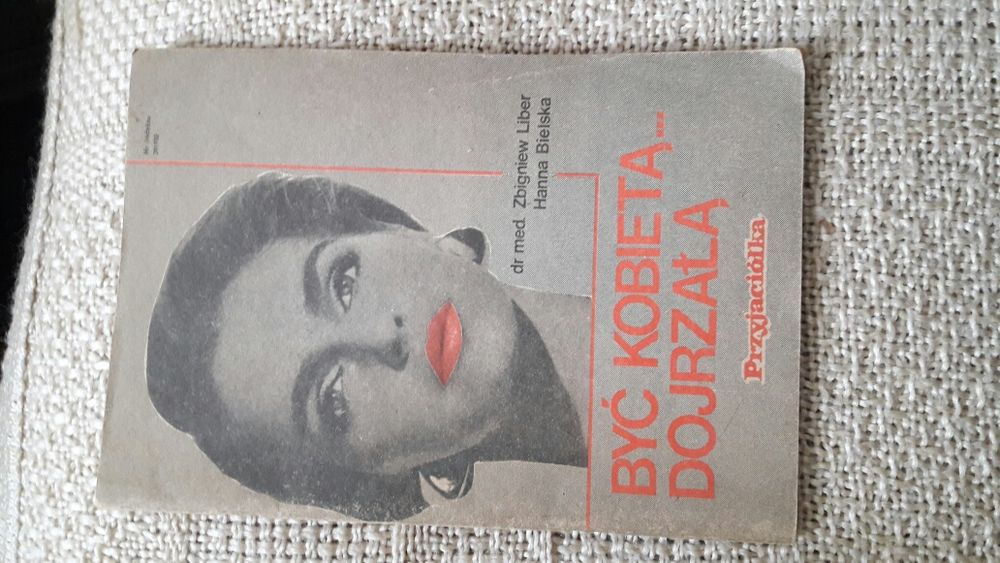 dr med. Zbigniew Liber
Hanna Bielska
BYĆ KOBIETĄ...
DOJRZAŁĄ
Przyjaciółka